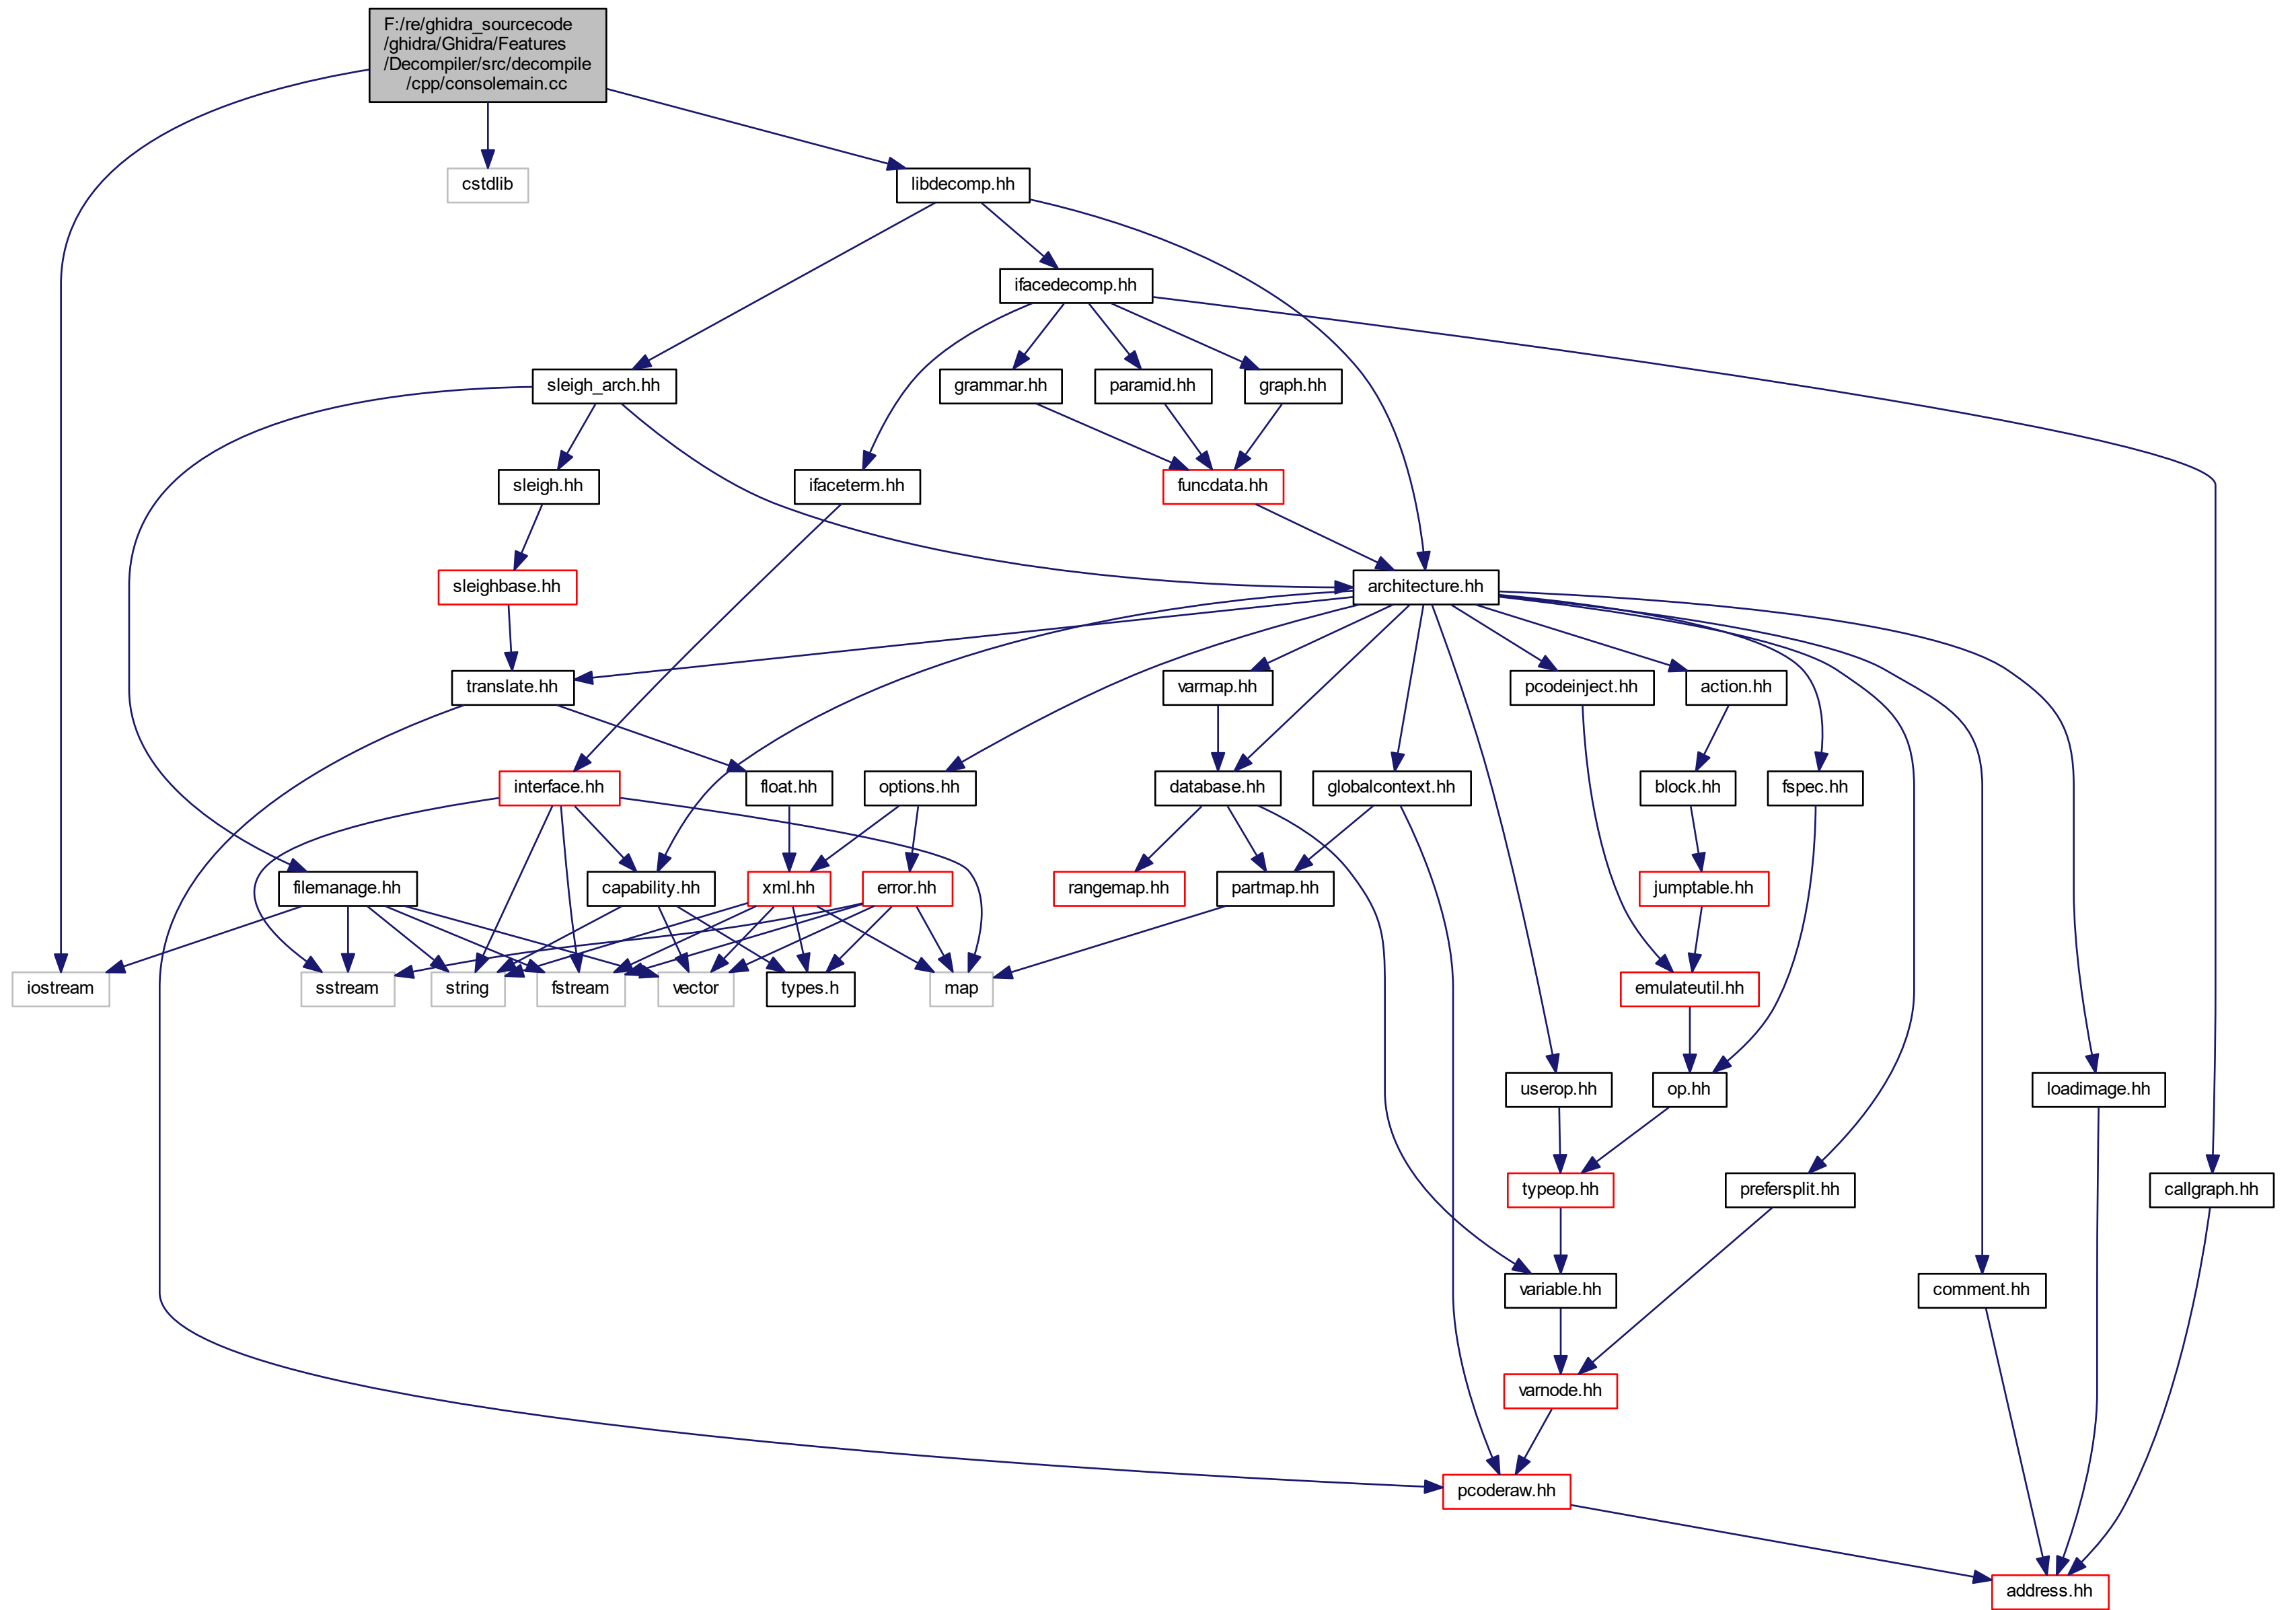 F:/re/ghidra_sourcecode
/ghidra/Ghidra/Features
/Decompiler/src/decompile
/cpp/consolemain.cc
cstdlib
libdecomp.hh
ifacedecomp.hh
sleigh_arch.hh
grammar.hh
paramid.hh
graph.hh
sleigh.hh
ifaceterm.hh
funcdata.hh
sleighbase.hh
architecture.hh
translate.hh
varmap.hh
pcodeinject.hh
action.hh
interface.hh
float.hh
options.hh
database.hh
globalcontext.hh
block.hh
fspec.hh
filemanage.hh
capability.hh
xml.hh
error.hh
rangemap.hh
partmap.hh
jumptable.hh
iostream
sstream
string
fstream
vector
types.h
map
emulateutil.hh
userop.hh
op.hh
loadimage.hh
typeop.hh
prefersplit.hh
callgraph.hh
variable.hh
comment.hh
varnode.hh
pcoderaw.hh
address.hh